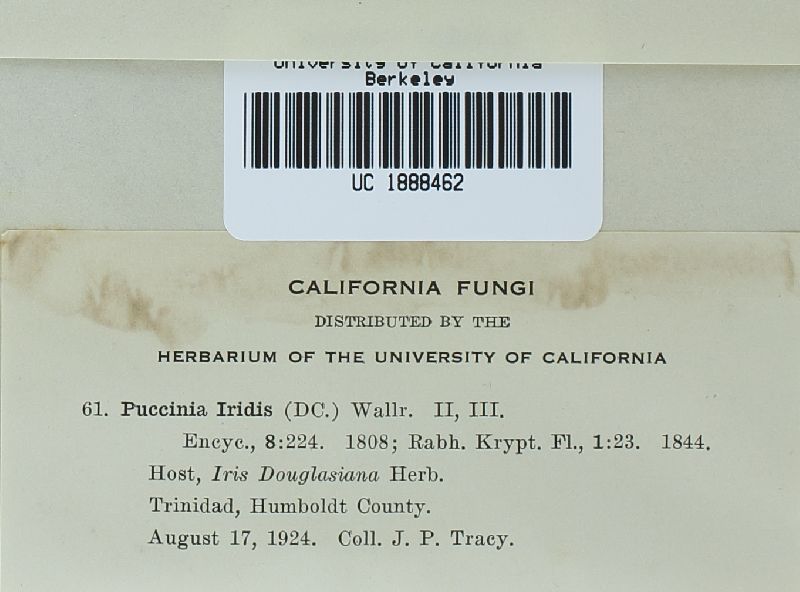 University of California
Berkeley
UC 1888462
CALIFORNIA FUNGI
DISTRIBUTED BY THE
HERBARIUM OF THE UNIVERSITY OF CALIFORNIA
61. Puccinia Iridis (DC.) Wallr. II, III.
Encyc., 8:224. 1808; Rabh. Krypt. Fl., 1:23. 1844.
Host, Iris Douglasiana Herb.
Trinidad, Humboldt County.
August 17, 1924. Coll. J. P. Tracy.